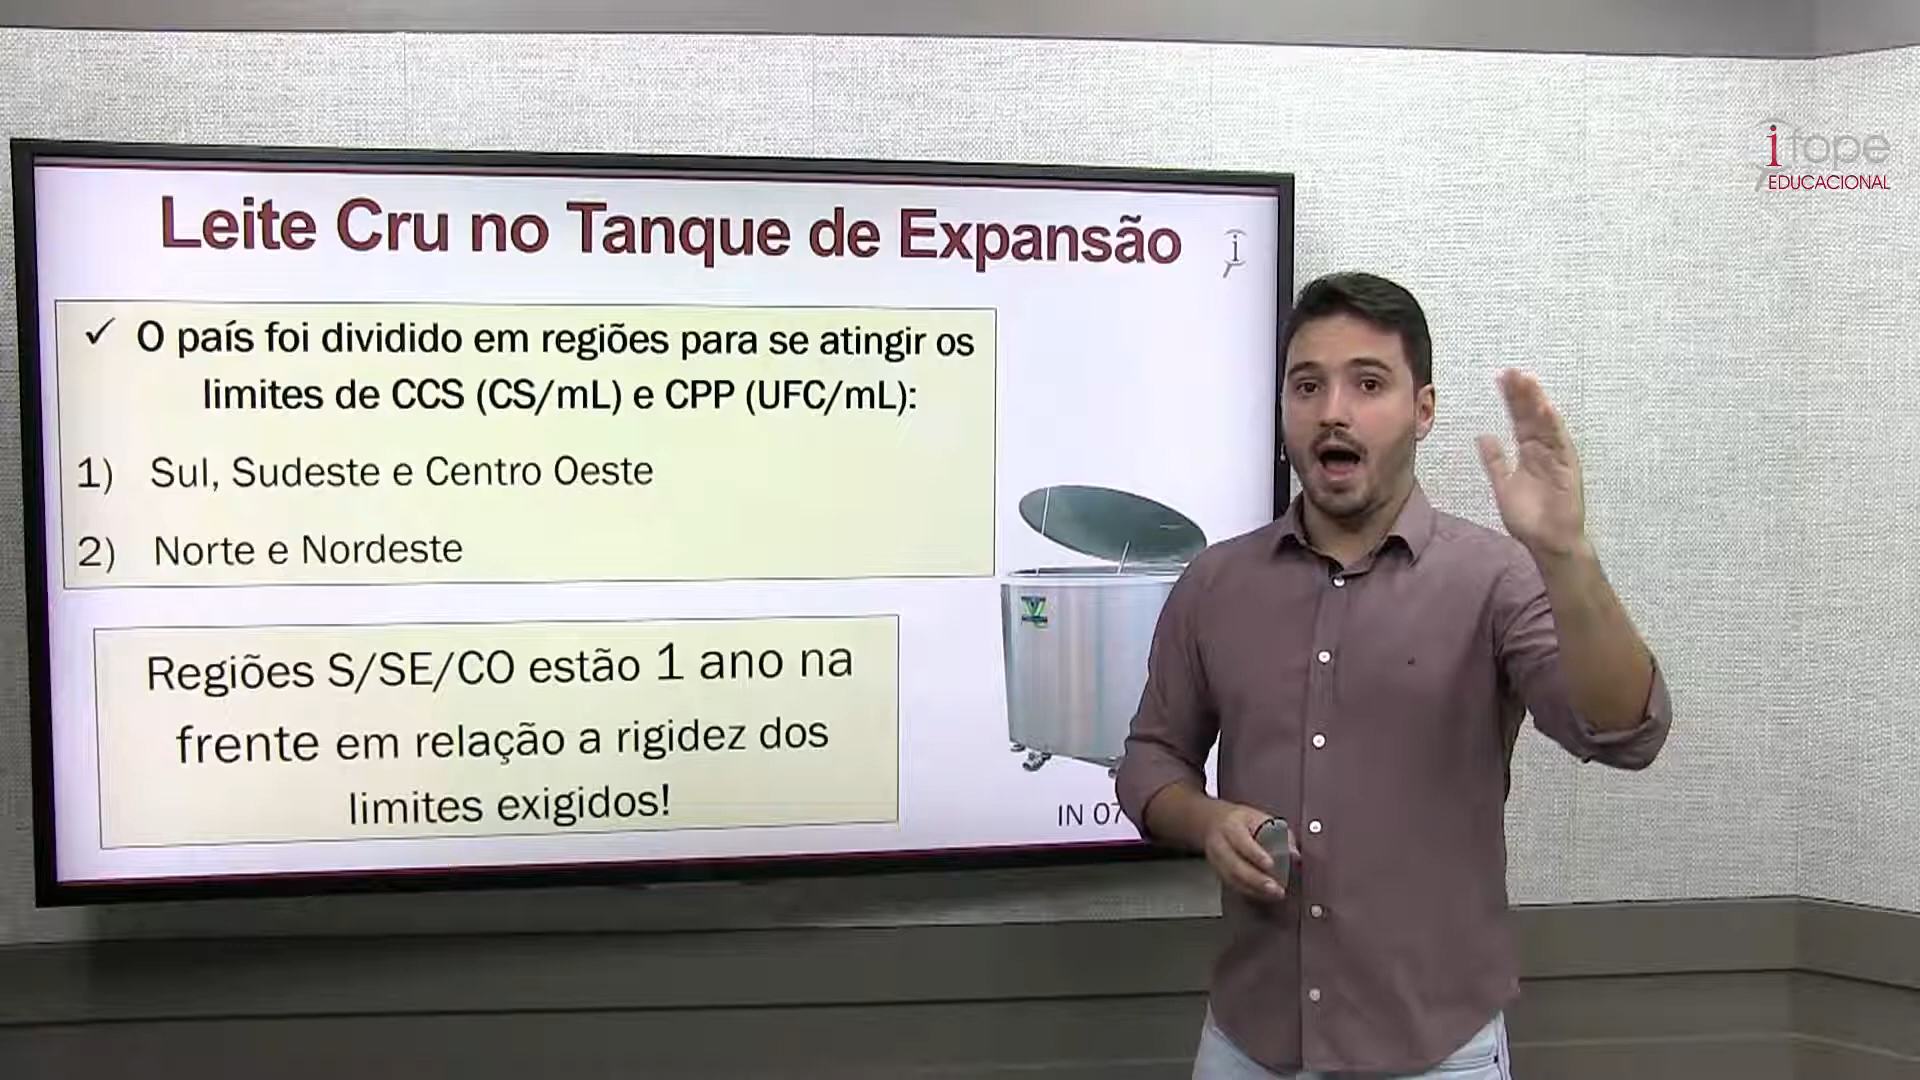 Leite Cru no Tanque de Expansão
✓ O país foi dividido em regiões para se atingir os
limites de CCS (CS/mL) e CPP (UFC/mL):
1) Sul, Sudeste e Centro Oeste
2) Norte e Nordeste
Regiões S/SE/CO estão 1 ano na
frente em relação a rigidez dos
limites exigidos!
IN 07
ifope
EDUCACIONAL